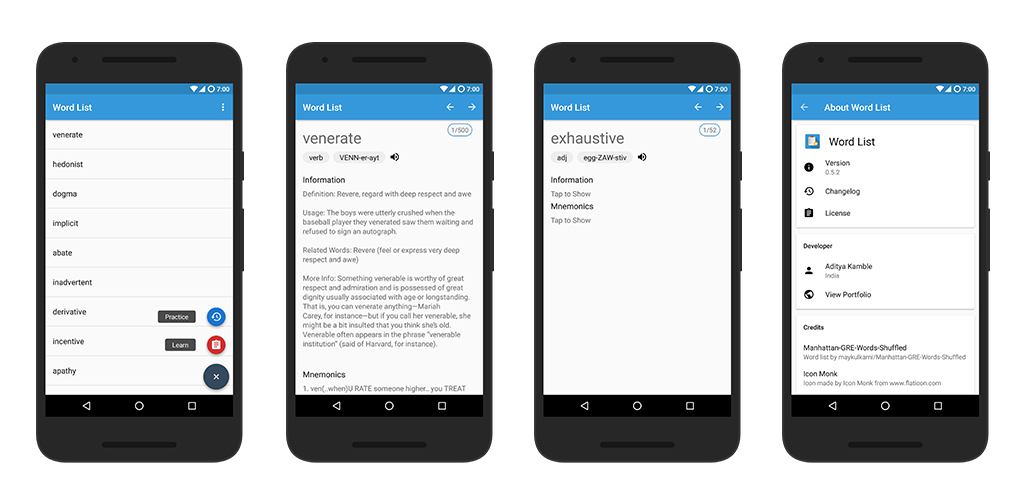 7:00
Word List
venerate
hedonist
dogma
implicit
abate
inadvertent
derivative
Practice
incentive
Learn
apathy
7:00
Word List
1/500
venerate
verb VENN-er-ayt
Information
Definition: Revere, regard with deep respect and awe
Usage: The boys were utterly crushed when the
baseball player they venerated saw them waiting and
refused to sign an autograph.
Related Words: Revere (feel or express very deep
respect and awe)
More Info: Something venerable is worthy of great
respect and admiration and is possessed of great
dignity usually associated with age or longstanding.
That is, you can venerate anything—Mariah
Carey, for instance—but if you call her venerable, she
might be a bit insulted that you think she's old.
Venerable often appears in the phrase "venerable
institution" (said of Harvard, for instance).
Mnemonics
1. ven(..when)U RATE someone higher.. you TREAT
7:00
Word List
1/52
exhaustive
adj egg-ZAW-stiv
Information
Tap to Show
Mnemonics
Tap to Show
7:00
About Word List
Word List
Version
0.5.2
Changelog
License
Developer
Aditya Kamble
India
View Portfolio
Credits
Manhattan-GRE-Words-Shuffled
Word list by maykulkarni/Manhattan-GRE-Words-Shuffled
Icon Monk
Icon made by Icon Monk from www.flaticon.com